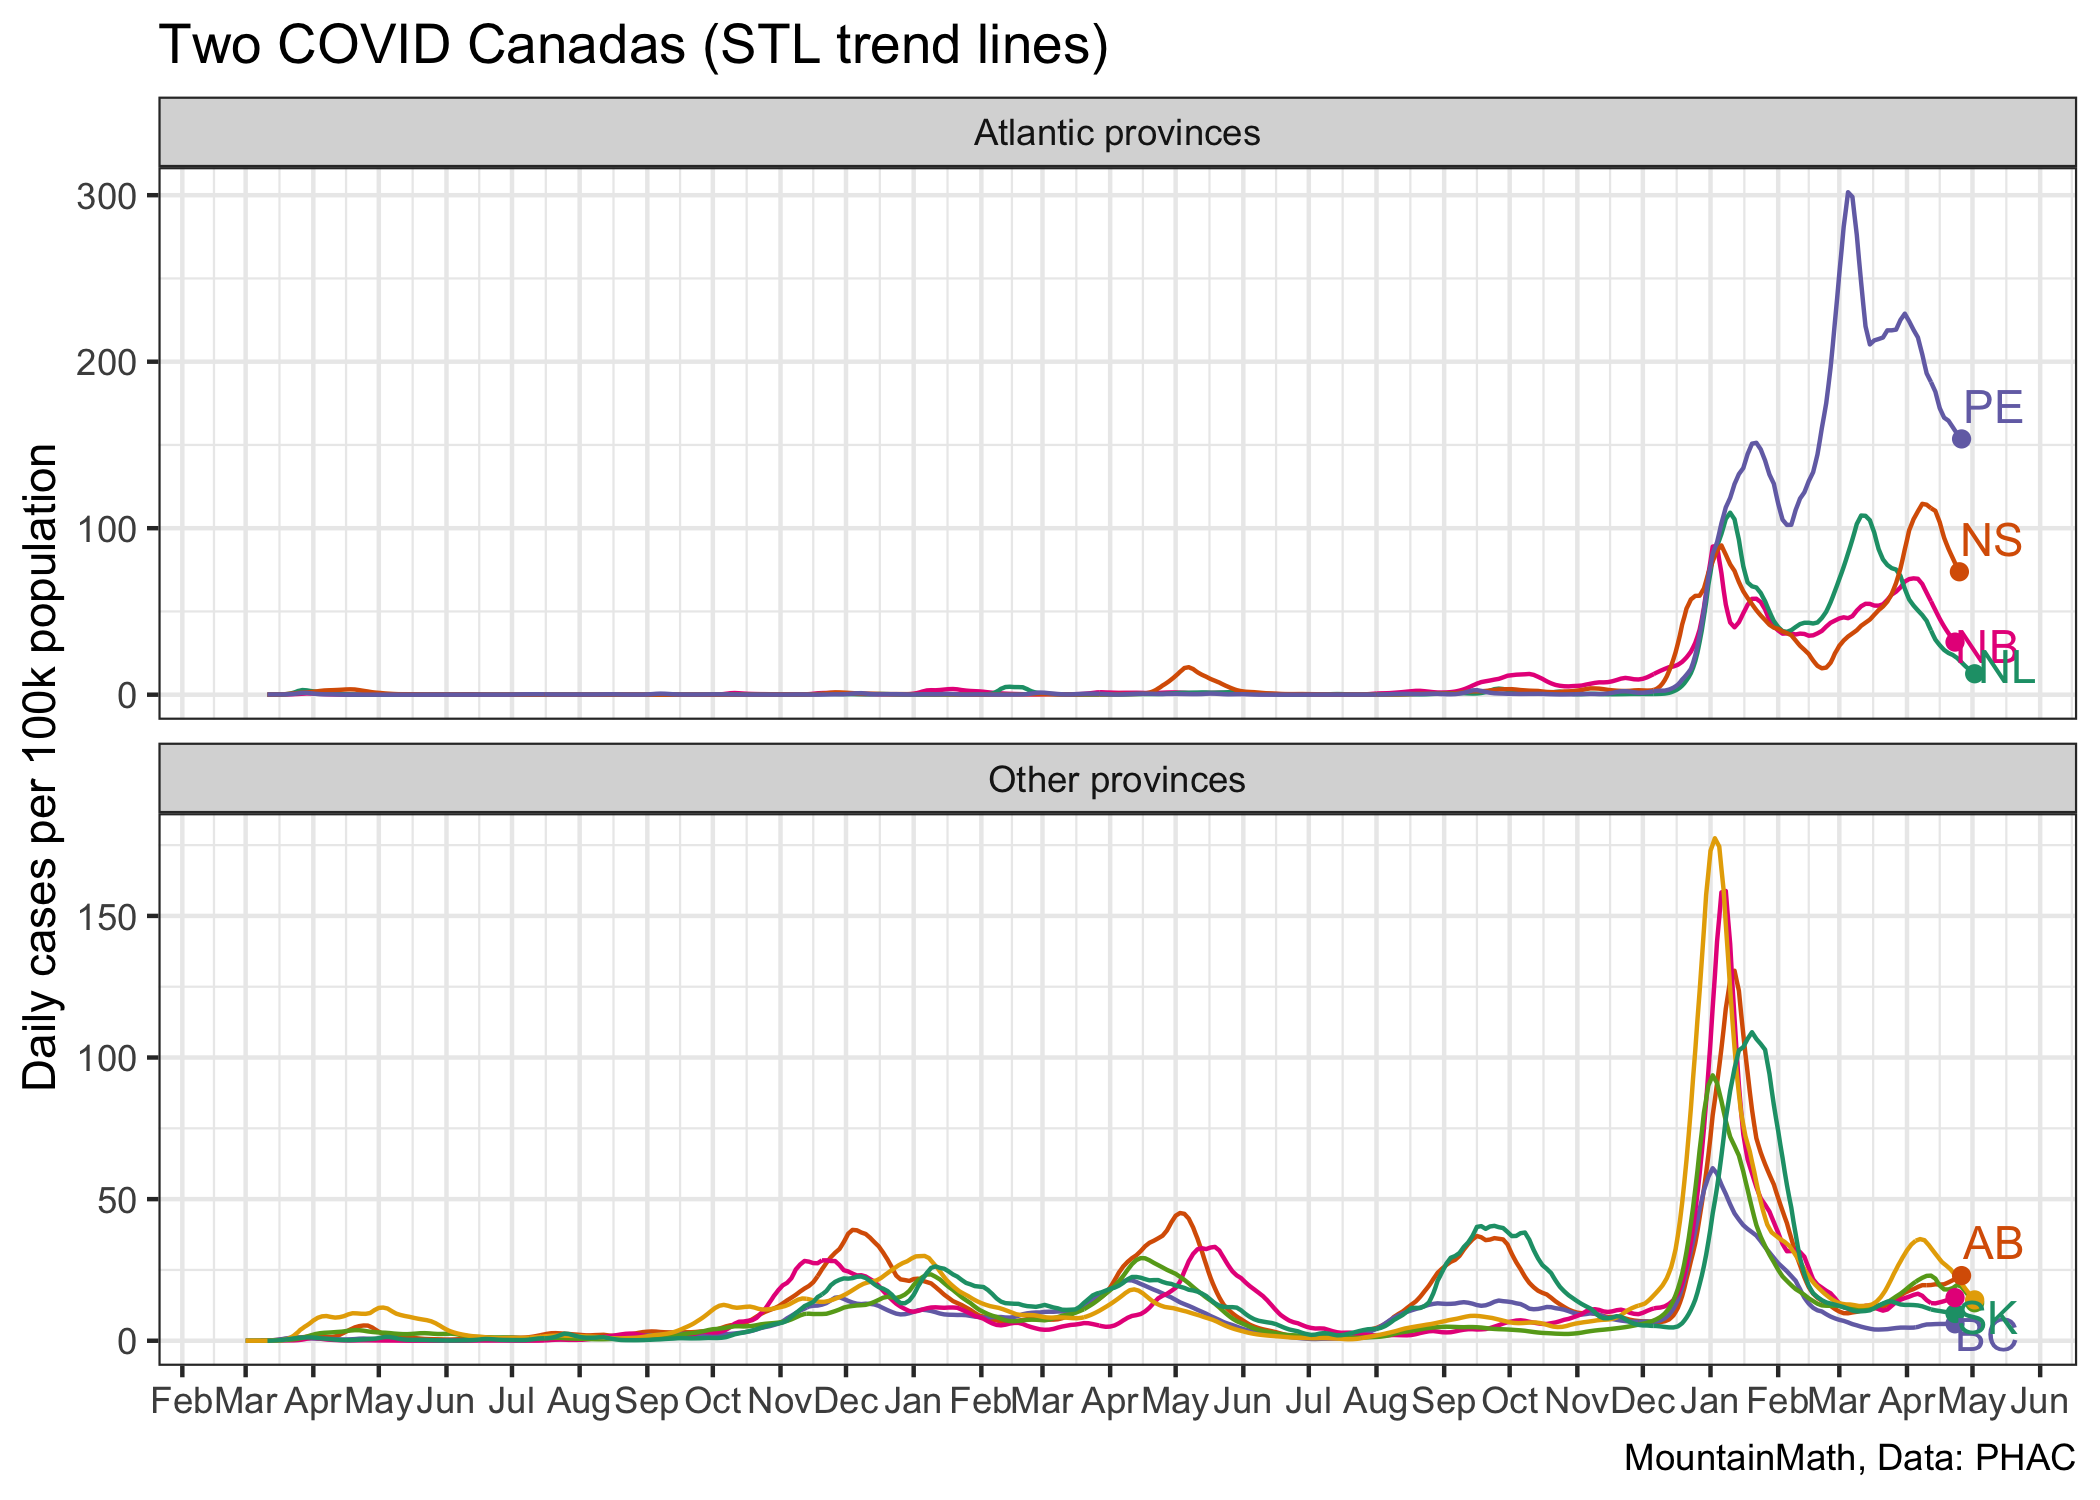 Two COVID Canadas (STL trend lines)
Atlantic provinces
300
200
100
0
PE
NS
NB
NL
Daily cases per 100k population
Other provinces
150
100
50
0
AB
SK
BC
Feb Mar Apr May Jun Jul Aug Sep Oct Nov Dec Jan Feb Mar Apr May Jun Jul Aug Sep Oct Nov Dec Jan Feb Mar Apr May Jun
MountainMath, Data: PHAC